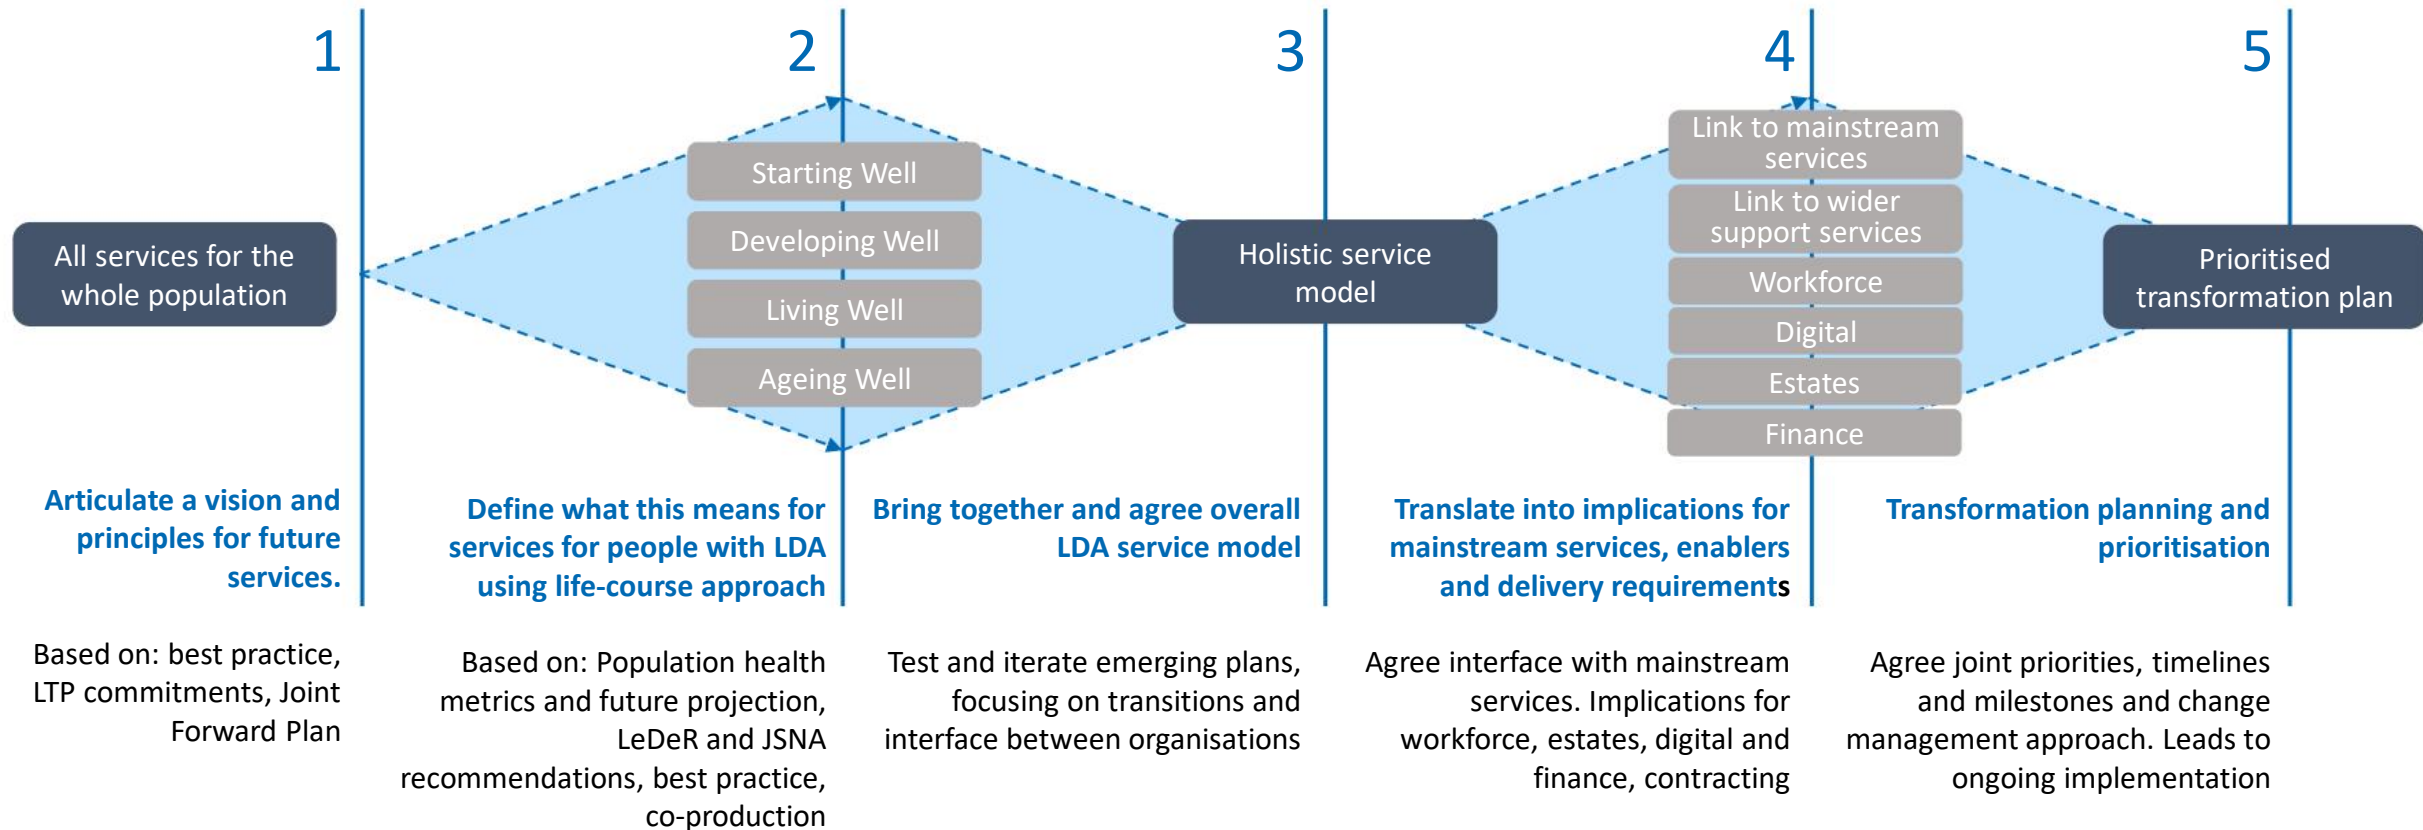 1
2
3
4
5
All services for the
whole population
Starting Well
Developing Well
Living Well
Ageing Well
Holistic service
model
Link to mainstream
services
Link to wider
support services
Workforce
Digital
Estates
Finance
Prioritised
transformation plan
Articulate a vision and
principles for future
services.
Define what this means for
services for people with LDA
using life-course approach
Bring together and agree overall
LDA service model
Translate into implications for
mainstream services, enablers
and delivery requirements
Transformation planning and
prioritisation
Based on: best practice,
LTP commitments, Joint
Forward Plan
Based on: Population health
metrics and future projection,
LeDeR and JSNA
recommendations, best practice,
co-production
Test and iterate emerging plans,
focusing on transitions and
interface between organisations
Agree interface with mainstream
services. Implications for
workforce, estates, digital and
finance, contracting
Agree joint priorities, timelines
and milestones and change
management approach. Leads to
ongoing implementation